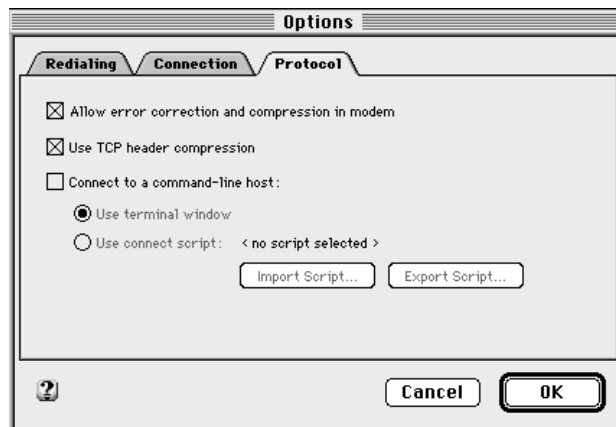 Options
Redialing Connection Protocol
Allow error correction and compression in modem
Use TCP header compression
Connect to a command-line host:
Use terminal window
Use connect script: < no script selected >
Import Script... Export Script...
? Cancel OK